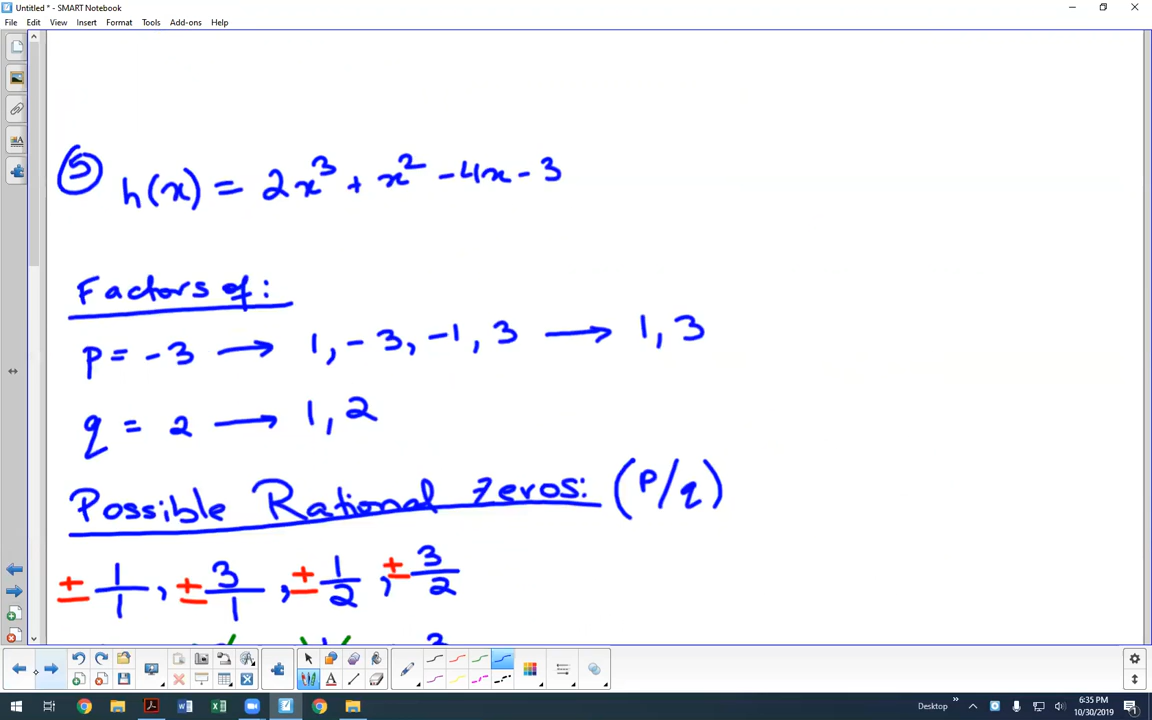 Untitled * - SMART Notebook
File Edit View Insert Format Tools Add-ons Help
5 h(x) = 2x³ + x² - 4x - 3
Factors of:
p = -3 → 1, -3, -1, 3 → 1, 3
q = 2 → 1, 2
Possible Rational zeros: (P/q)
± 1/1, ± 3/1, ± 1/2, ± 3/2
Desktop
6:35 PM
10/30/2019